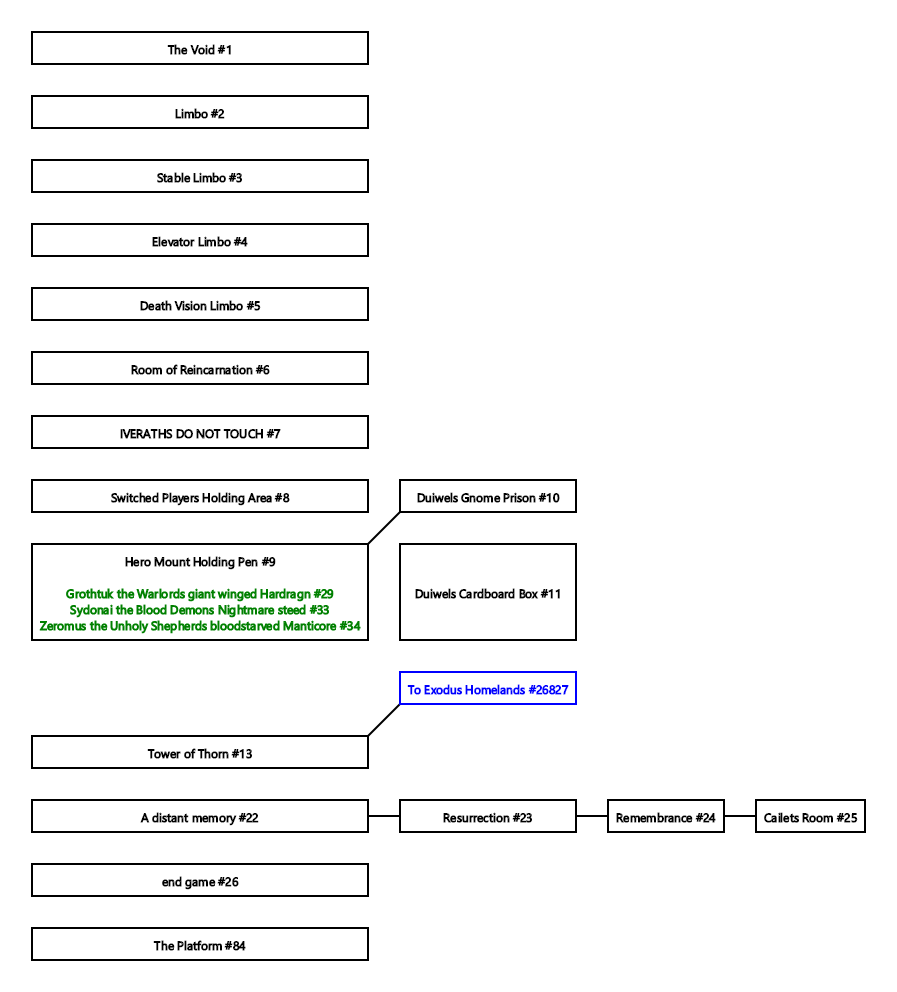 The Void #1
Limbo #2
Stable Limbo #3
Elevator Limbo #4
Death Vision Limbo #5
Room of Reincarnation #6
IVERATHS DO NOT TOUCH #7
Switched Players Holding Area #8
Duiwels Gnome Prison #10
Hero Mount Holding Pen #9
Grothtuk the Warlords giant winged Hardragn #29
Sydonai the Blood Demons Nightmare steed #33
Zeromus the Unholy Shepherds bloodstarved Manticore #34
Duiwels Cardboard Box #11
To Exodus Homelands #26827
Tower of Thorn #13
A distant memory #22
Resurrection #23
Remembrance #24
Cailets Room #25
end game #26
The Platform #84